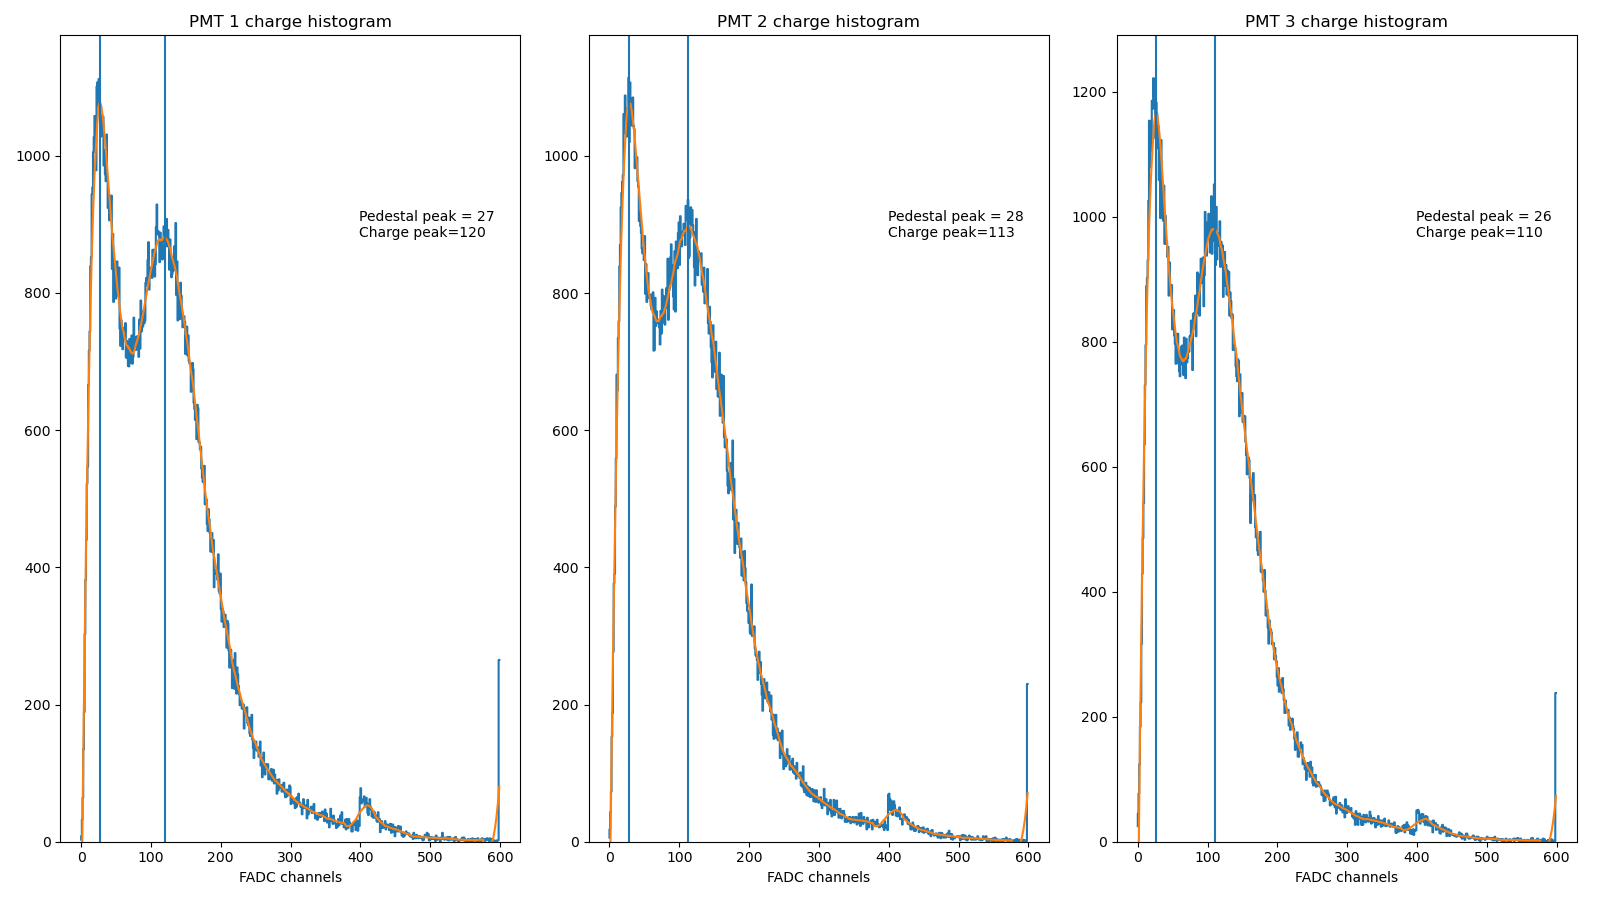 PMT 1 charge histogram
1000
800
600
400
200
0
0 100 200 300 400 500 600
FADC channels
Pedestal peak = 27
Charge peak=120
PMT 2 charge histogram
1000
800
600
400
200
0
0 100 200 300 400 500 600
FADC channels
Pedestal peak = 28
Charge peak=113
PMT 3 charge histogram
1200
1000
800
600
400
200
0
0 100 200 300 400 500 600
FADC channels
Pedestal peak = 26
Charge peak=110